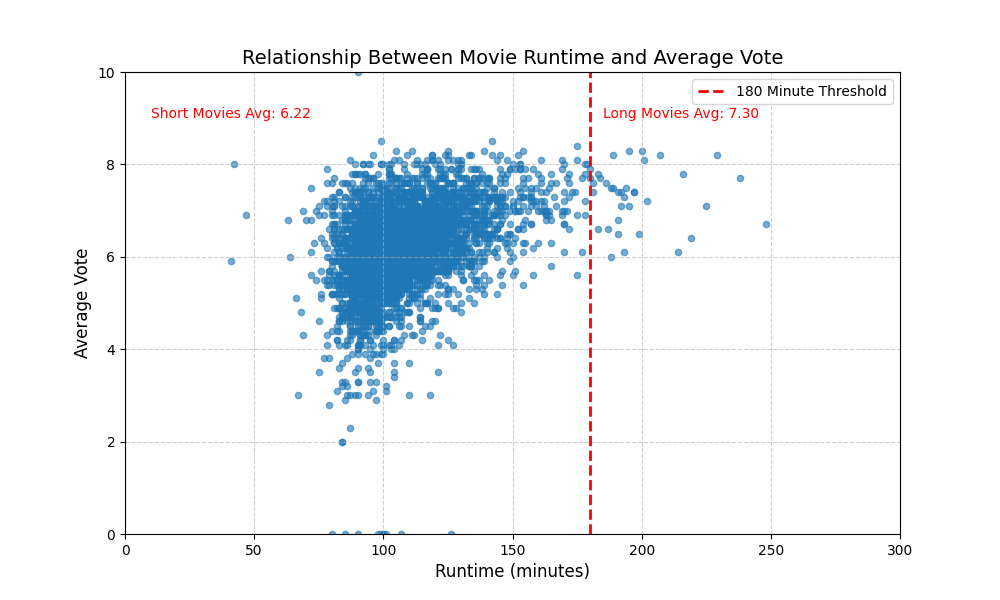 Relationship Between Movie Runtime and Average Vote
10
180 Minute Threshold
Short Movies Avg: 6.22
Long Movies Avg: 7.30
8
6
4
2
0
Average Vote
0 50 100 150 200 250 300
Runtime (minutes)